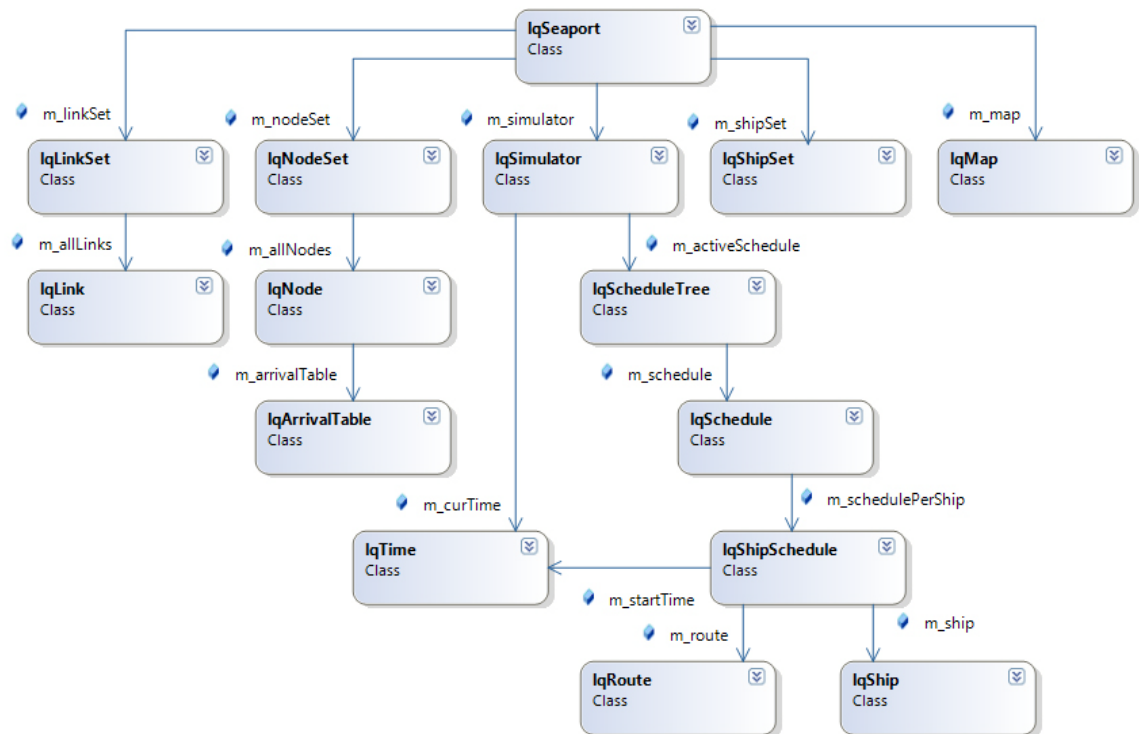 IqSeaport
Class
m_linkSet
m_nodeSet
m_simulator
m_shipSet
m_map
IqLinkSet
Class
IqNodeSet
Class
IqSimulator
Class
IqShipSet
Class
IqMap
Class
m_allLinks
m_allNodes
m_activeSchedule
IqLink
Class
IqNode
Class
IqScheduleTree
Class
m_arrivalTable
m_schedule
IqArrivalTable
Class
IqSchedule
Class
m_curTime
m_schedulePerShip
IqTime
Class
IqShipSchedule
Class
m_startTime
m_route
m_ship
IqRoute
Class
IqShip
Class